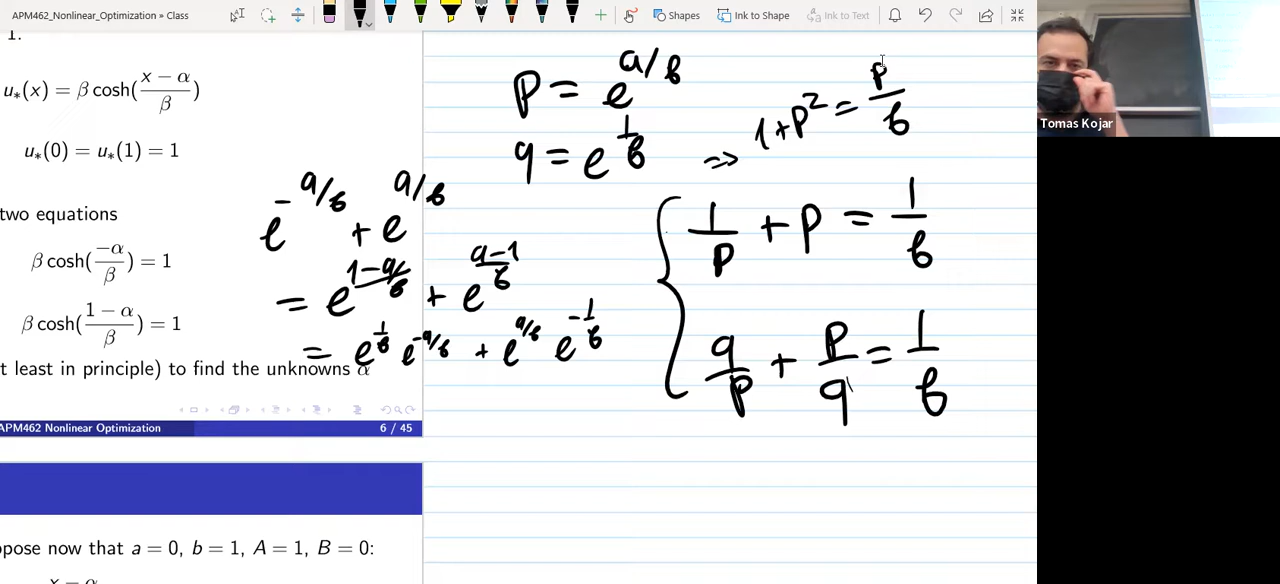 APM462_Nonlinear_Optimization » Class
Shapes
Ink to Shape
Ink to Text
Tomas Kojar
1.
u*(x) = β cosh((x − α)/β)
u*(0) = u*(1) = 1
two equations
β cosh(−α/β) = 1
β cosh((1 − α)/β) = 1
t least in principle) to find the unknowns α
APM462 Nonlinear Optimization
6 / 45
pose now that a = 0, b = 1, A = 1, B = 0:
x − α
e^(-a/b) + e^(a/b)
= e^((1-a)/b) + e^((a-1)/b)
= e^(1/b) e^(-a/b) + e^(a/b) e^(-1/b)
p = e^(a/b)
q = e^(1/b)
⇒ 1+p² = p/b
1/p + p = 1/b
q/p + p/q = 1/b